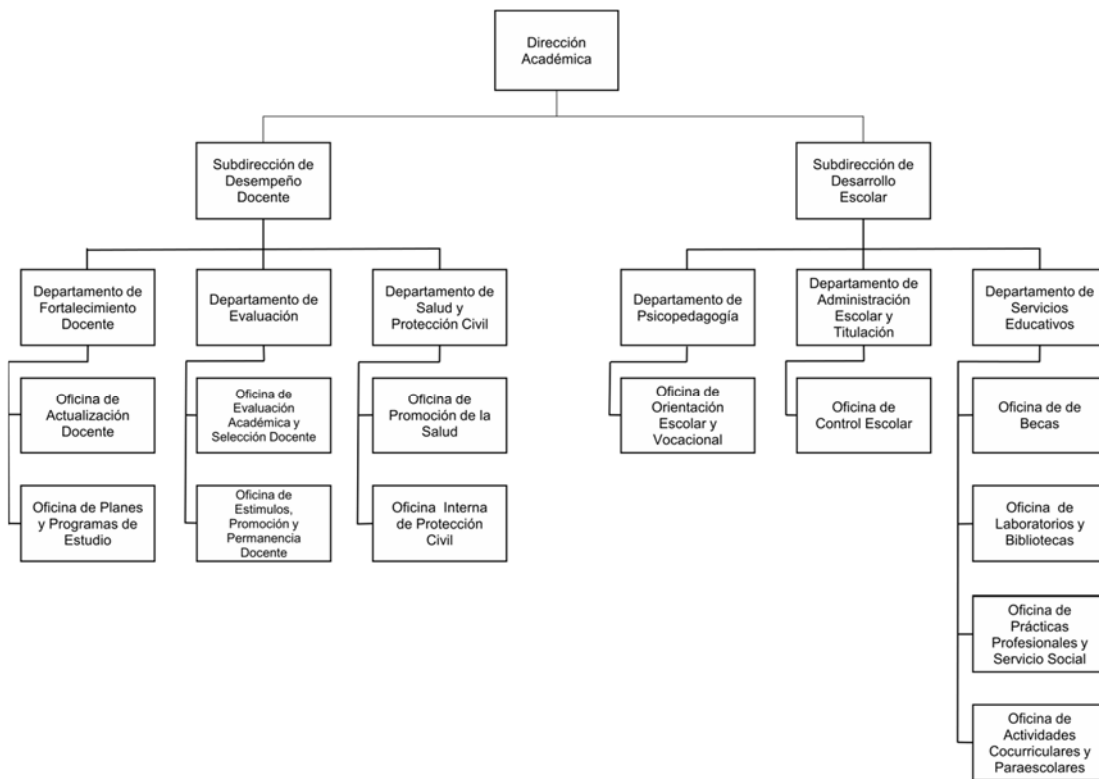 Dirección
Académica
Subdirección de
Desempeño
Docente
Subdirección de
Desarrollo
Escolar
Departamento de
Fortalecimiento
Docente
Departamento de
Evaluación
Departamento de
Salud y
Protección Civil
Departamento de
Psicopedagogía
Departamento de
Administración
Escolar y
Titulación
Departamento de
Servicios
Educativos
Oficina de
Actualización
Docente
Oficina de
Evaluación
Académica y
Selección Docente
Oficina de
Promoción de la
Salud
Oficina de
Orientación
Escolar y
Vocacional
Oficina de
Control Escolar
Oficina de de
Becas
Oficina de Planes
y Programas de
Estudio
Oficina de
Estimulos,
Promoción y
Permanencia
Docente
Oficina Interna
de Protección
Civil
Oficina de
Laboratorios y
Bibliotecas
Oficina de
Prácticas
Profesionales y
Servicio Social
Oficina de
Actividades
Cocurriculares y
Paraescolares